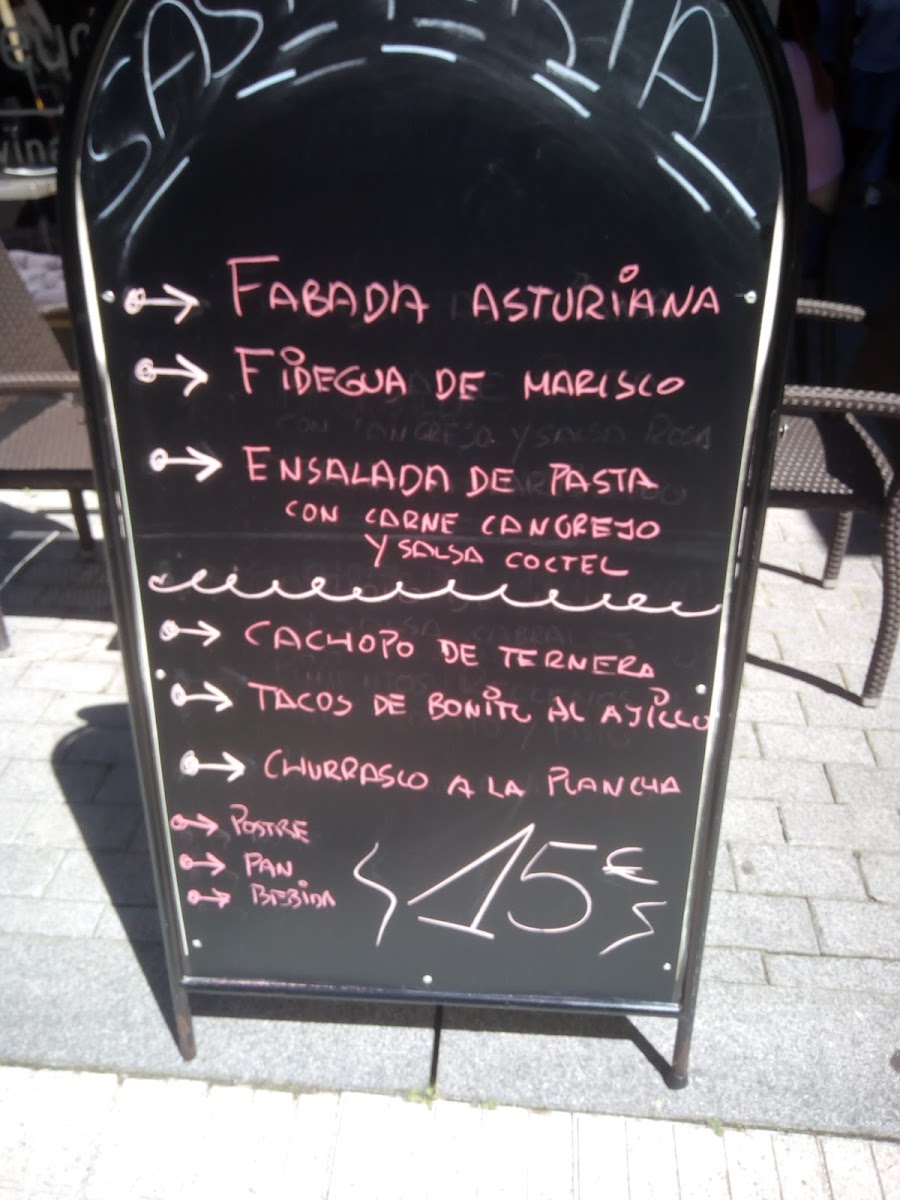 FABADA ASTURIANA
FIDEGUA DE MARISCO
ENSALADA DE PASTA
CON CARNE CANGREJO
Y SALSA COCTEL
CACHOPO DE TERNERA
TACOS DE BONITO AL AJILLO
CHURRASCO A LA PLANCHA
POSTRE
PAN
BEBIDA
15€